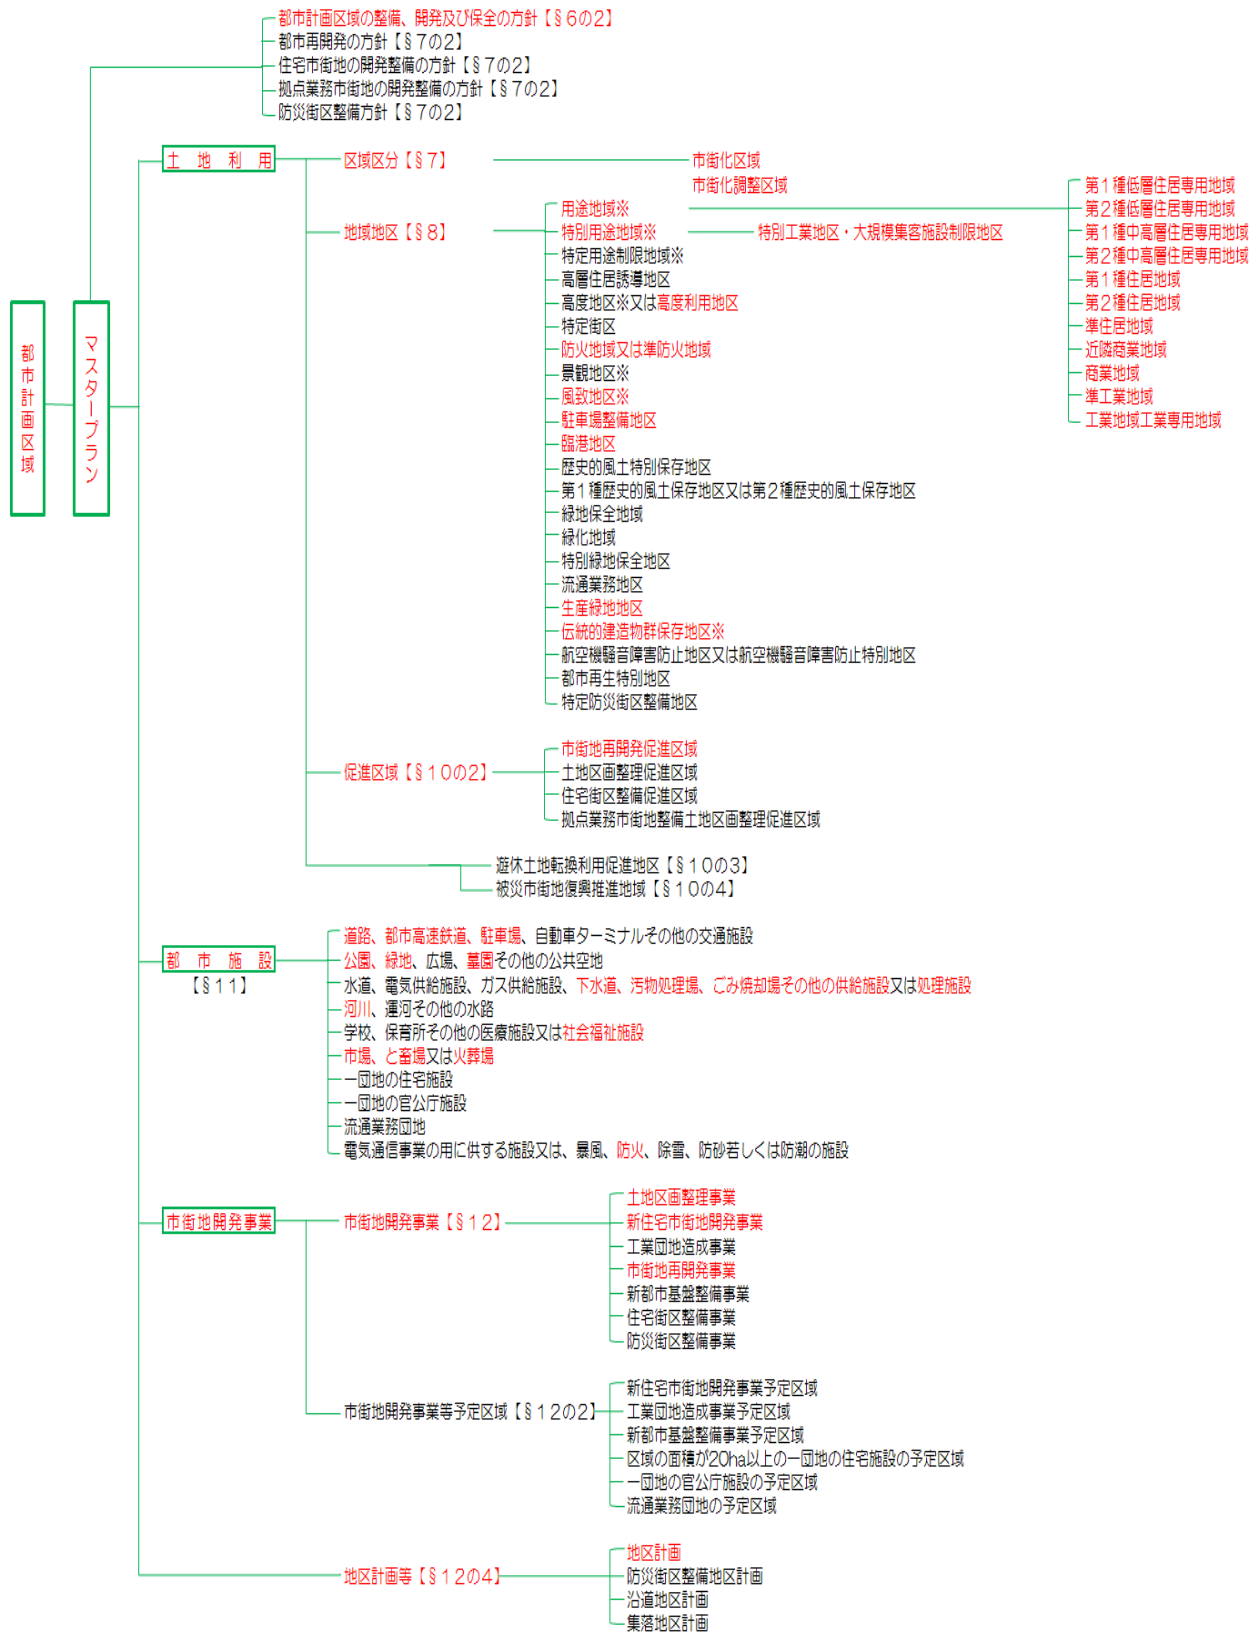 都市計画区域の整備、開発及び保全の方針【§6の2】
都市再開発の方針【§7の2】
住宅市街地の開発整備の方針【§7の2】
拠点業務市街地の開発整備の方針【§7の2】
防災街区整備方針【§7の2】
都市計画区域
マスタープラン
土地利用
区域区分【§7】
市街化区域
市街化調整区域
地域地区【§8】
用途地域※
特別用途地域※
特別工業地区・大規模集客施設制限地区
特定用途制限地域※
高層住居誘導地区
高度地区※又は高度利用地区
特定街区
防火地域又は準防火地域
景観地区※
風致地区※
駐車場整備地区
臨港地区
歴史的風土特別保存地区
第1種歴史的風土保存地区又は第2種歴史的風土保存地区
緑地保全地域
緑化地域
特別緑地保全地区
流通業務地区
生産緑地地区
伝統的建造物群保存地区※
航空機騒音障害防止地区又は航空機騒音障害防止特別地区
都市再生特別地区
特定防災街区整備地区
第1種低層住居専用地域
第2種低層住居専用地域
第1種中高層住居専用地域
第2種中高層住居専用地域
第1種住居地域
第2種住居地域
準住居地域
近隣商業地域
商業地域
準工業地域
工業地域工業専用地域
促進区域【§10の2】
市街地再開発促進区域
土地区画整理促進区域
住宅街区整備促進区域
拠点業務市街地整備土地区画整理促進区域
遊休土地転換利用促進地区【§10の3】
被災市街地復興推進地域【§10の4】
都市施設
【§11】
道路、都市高速鉄道、駐車場、自動車ターミナルその他の交通施設
公園、緑地、広場、墓園その他の公共空地
水道、電気供給施設、ガス供給施設、下水道、汚物処理場、ごみ焼却場その他の供給施設又は処理施設
河川、運河その他の水路
学校、保育所その他の医療施設又は社会福祉施設
市場、と畜場又は火葬場
一団地の住宅施設
一団地の官公庁施設
流通業務団地
電気通信事業の用に供する施設又は、暴風、防火、除雪、防砂若しくは防潮の施設
市街地開発事業
市街地開発事業【§12】
土地区画整理事業
新住宅市街地開発事業
工業団地造成事業
市街地再開発事業
新都市基盤整備事業
住宅街区整備事業
防災街区整備事業
市街地開発事業等予定区域【§12の2】
新住宅市街地開発事業予定区域
工業団地造成事業予定区域
新都市基盤整備事業予定区域
区域の面積が20ha以上の一団地の住宅施設の予定区域
一団地の官公庁施設の予定区域
流通業務団地の予定区域
地区計画等【§12の4】
地区計画
防災街区整備地区計画
沿道地区計画
集落地区計画